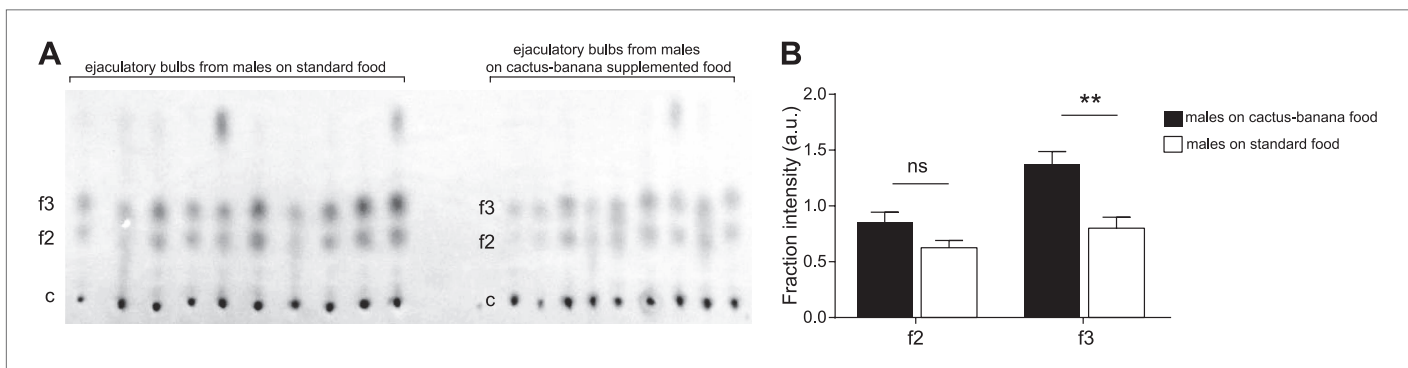 A
ejaculatory bulbs from males on standard food
ejaculatory bulbs from males
on cactus-banana supplemented food
f3
f2
c
f3
f2
c
B
Fraction intensity (a.u.)
2.0
1.5
1.0
0.5
0.0
ns
**
f2
f3
males on cactus-banana food
males on standard food